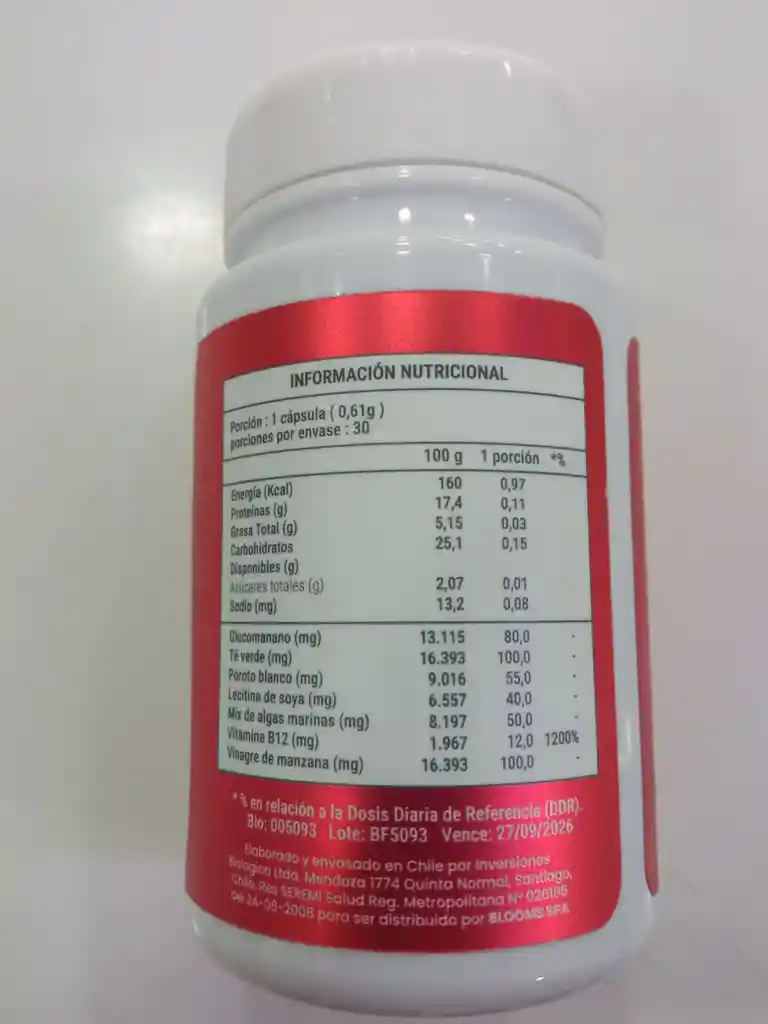 INFORMACIÓN NUTRICIONAL
Porción : 1 cápsula ( 0,61g )
porciones por envase : 30
100 g 1 porción *%
Energía (Kcal) 160 0,97
Proteínas (g) 17,4 0,11
Grasa Total (g) 5,15 0,03
Carbohidratos 25,1 0,15
Disponibles (g)
Azúcares totales (g) 2,07 0,01
Sodio (mg) 13,2 0,08
Glucomanano (mg) 13.115 80,0 -
Té verde (mg) 16.393 100,0 -
Poroto blanco (mg) 9.016 55,0 -
Lecitina de soya (mg) 6.557 40,0 -
Mix de algas marinas (mg) 8.197 50,0 -
Vitamina B12 (mg) 1.967 12,0 1200%
Vinagre de manzana (mg) 16.393 100,0 -
* % en relación a la Dosis Diaria de Referencia (DDR).
Blo: 005093 Lote: BF5093 Vence: 27/09/2026
Elaborado y envasado en Chile por Inversiones
Biologica Ltda. Mendoza 1774 Quinta Normal, Santiago,
Chile. Res SEREMI Salud Reg. Metropolitana Nº
para ser distribuido por BLOOMS SPA